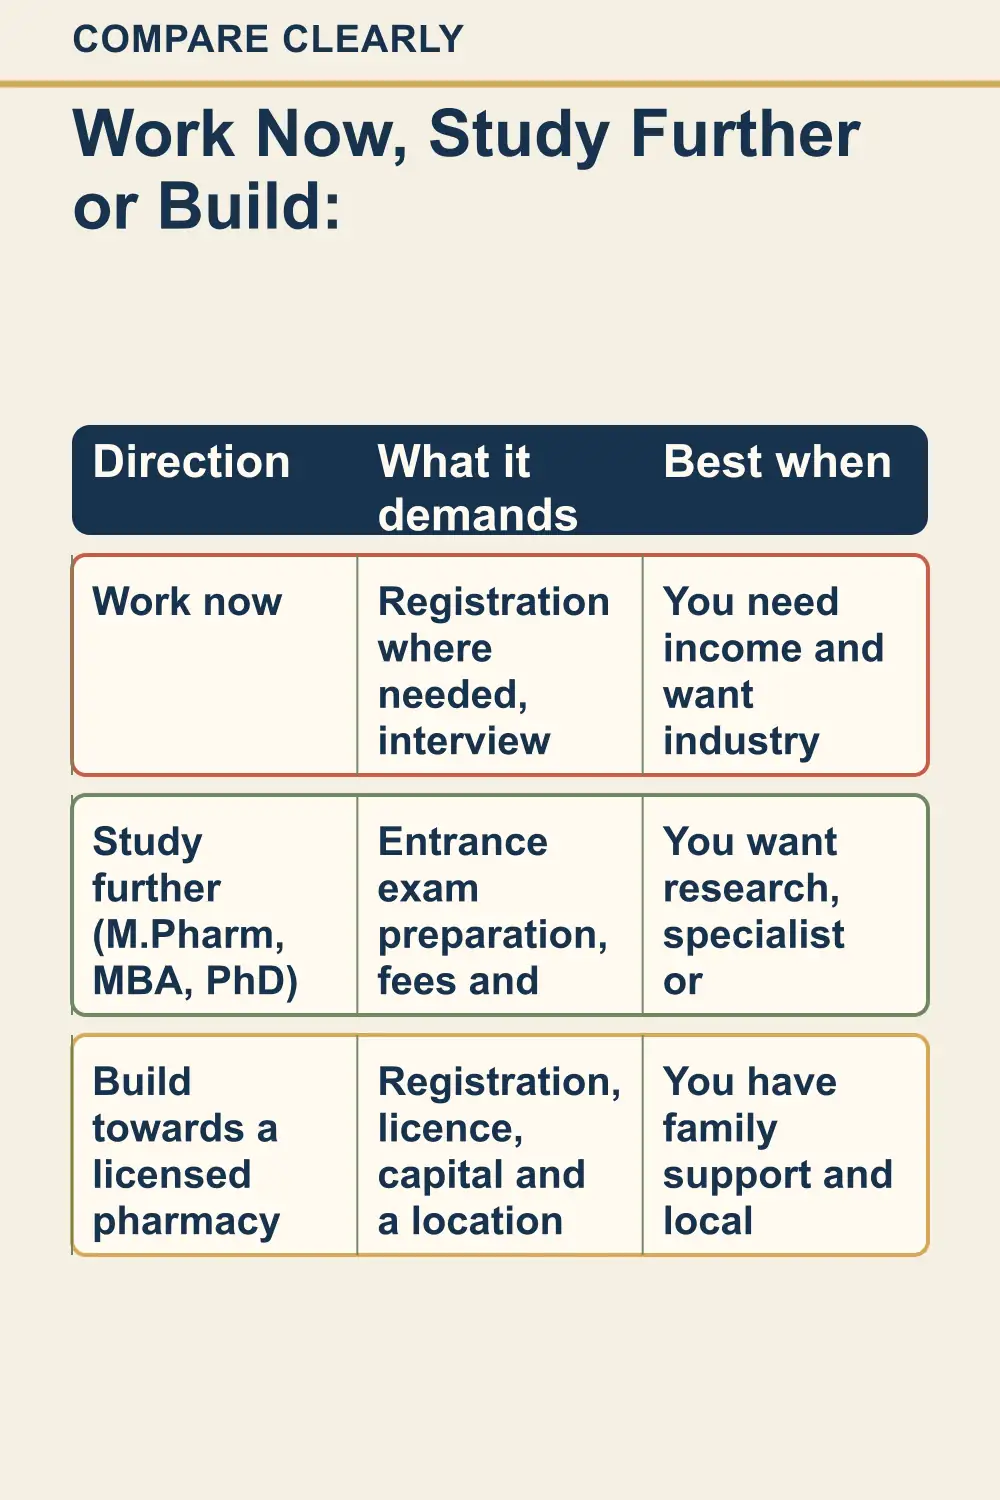 COMPARE CLEARLY
Work Now, Study Further
or Build:
Direction
What it
demands
Best when
Work now
Registration
where
needed,
interview
You need
income and
want
industry
Study
further
(M.Pharm,
MBA, PhD)
Entrance
exam
preparation,
fees and
You want
research,
specialist
or
Build
towards a
licensed
pharmacy
Registration,
licence,
capital and
a location
You have
family
support and
local